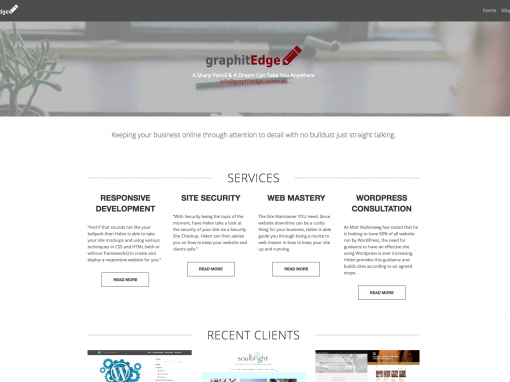 Edge
home blog
graphitEdge
A Sharp Pencil & A Dream Can Take You Anywhere
info@graphitedge.com.au
Keeping your business online through attention to detail with no bulldust just straight talking.
SERVICES
RESPONSIVE
DEVELOPMENT
"And if that sounds not like your
ballpark then Helen is able to take
your site mockups and using various
techniques in CSS and HTML (with or
without frameworks) to create and
deploy a responsive website for you."
READ MORE
SITE SECURITY
"With Security being the topic of the
moment, have Helen take a look at
the security of your site via a Security
Site Checkup. Helen can then advise
you on how to keep your website and
clients safe."
READ MORE
WEB MASTERY
The Site Maintainer YOU need. Since
website downtime can be a costly
thing for your business, Helen is able
guide you through being a novice to
web master in how to keep your site
up and running.
READ MORE
WORDPRESS
CONSULTATION
As Matt Mullenweg has stated that he
is looking to have 50% of all website
run by WordPress, the need for
guidance to have an effective site
using Wordpress is ever increasing.
Helen provides this guidance and
builds sites according to an agreed
scope.
READ MORE
RECENT CLIENTS
soulbright